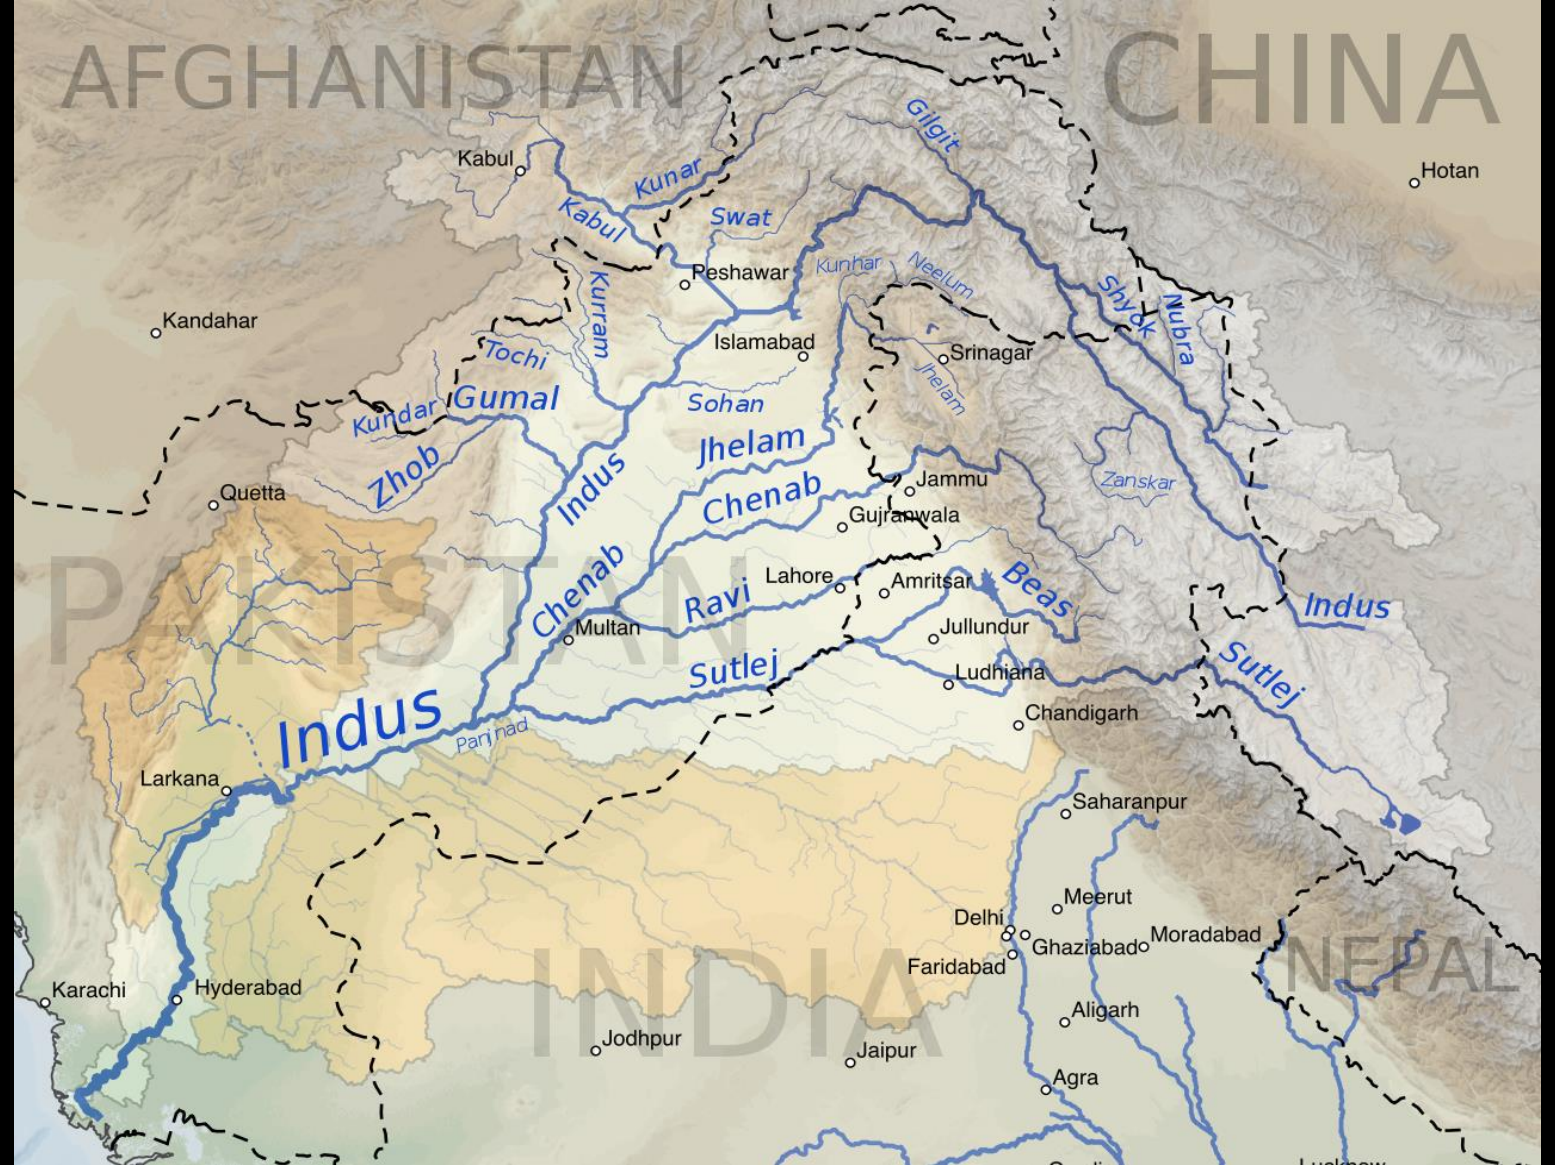 AFGHANISTAN
CHINA
Gilgit
Kabul
Kunar
Hotan
Kabul
Swat
Peshawar
Kunhar
Neelum
Kurram
Shyok
Nubra
Kandahar
Tochi
Islamabad
Srinagar
Jhelam
Kundar
Gumal
Sohan
Zhob
Jhelam
Indus
Chenab
Jammu
Zanskar
Quetta
Gujranwala
PAKISTAN
Chenab
Lahore
Amritsar
Beas
Ravi
Indus
Multan
Jullundur
Sutlej
Ludhiana
Sutlej
Indus
Panjnad
Chandigarh
Larkana
Saharanpur
Meerut
Delhi
Ghaziabad
Moradabad
Faridabad
NEPAL
Karachi
Hyderabad
INDIA
Aligarh
Jodhpur
Jaipur
Agra